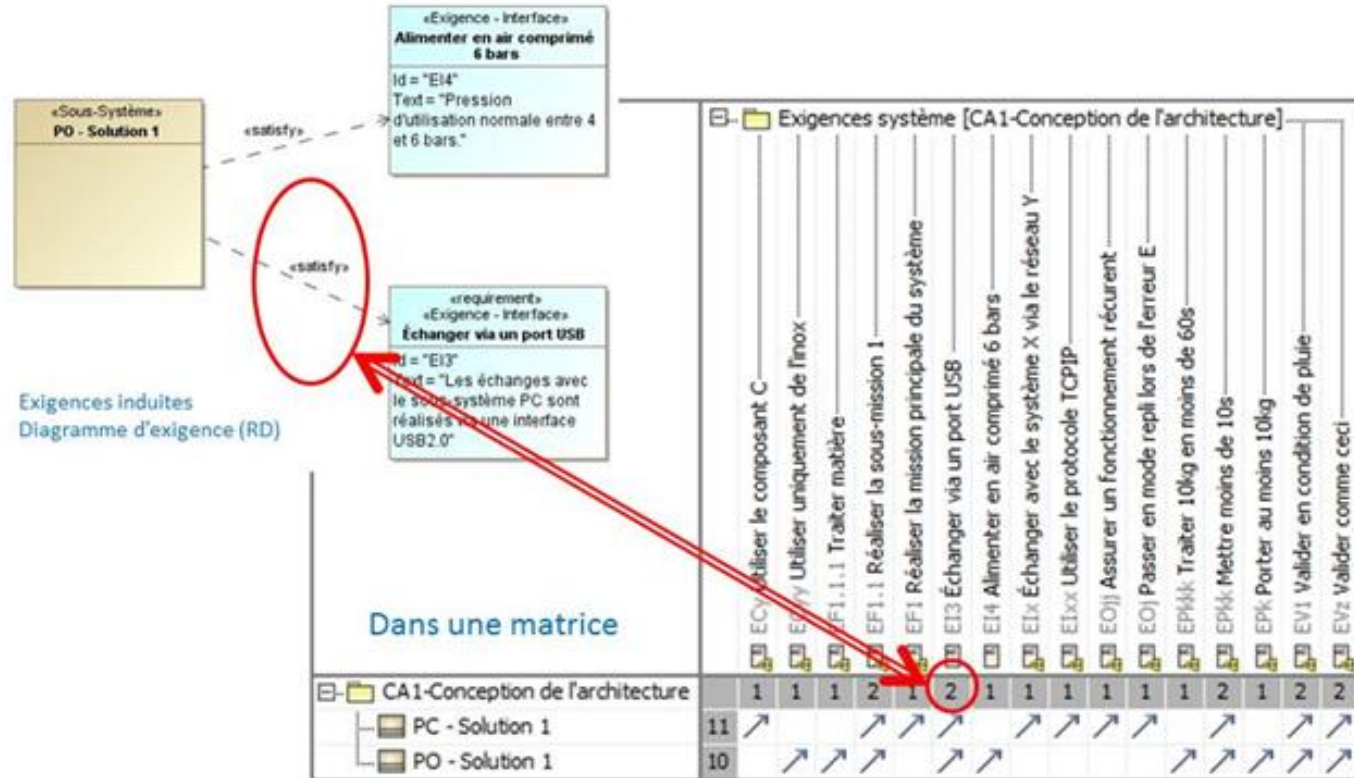 «Exigence - Interface»
Alimenter en air comprimé
6 bars
Id = "EI4"
Text = "Pression
d'utilisation normale entre 4
et 6 bars."
«Sous-Système»
PO - Solution 1
«satisfy»
«satisfy»
«requirement»
«Exigence - Interface»
Échanger via un port USB
Id = "EI3"
Text = "Les échanges avec
le sous-système PC sont
réalisés via une interface
USB2.0"
Exigences induites
Diagramme d'exigence (RD)
Dans une matrice
Exigences système [CA1-Conception de l'architecture]
ECy Utiliser le composant C
Utiliser uniquement de l'inox
EF1.1.1 Traiter matière
EF1.1 Réaliser la sous-mission 1
EF1 Réaliser la mission principale du système
EI3 Échanger via un port USB
EI4 Alimenter en air comprimé 6 bars
EIx Échanger avec le système X via le réseau Y
EIxx Utiliser le protocole TCPIP
EOjj Assurer un fonctionnement récurent
EOj Passer en mode repli lors de l'erreur E
EPkkk Traiter 10kg en moins de 60s
EPkk Mettre moins de 10s
EPk Porter au moins 10kg
EV1 Valider en condition de pluie
EVz Valider comme ceci
CA1-Conception de l'architecture 1 1 1 2 1 2 1 1 1 1 1 1 2 1 2 2
PC - Solution 1 11
PO - Solution 1 10